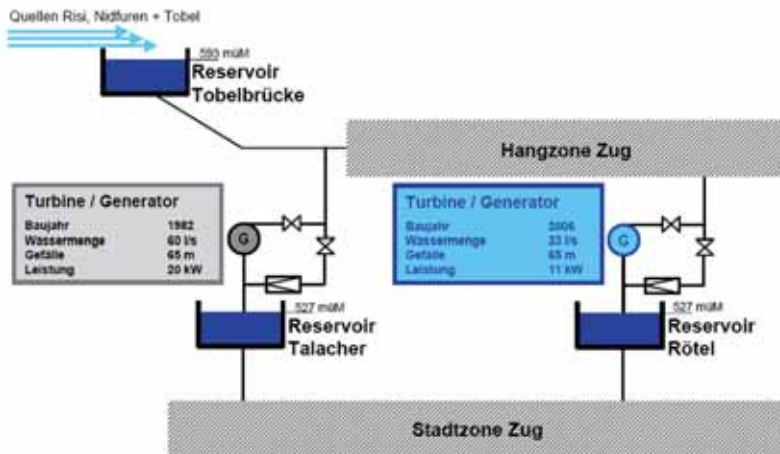 Quellen Risi, Nidfuren + Tobel
593 müM
Reservoir
Tobelbrücke
Hangzone Zug
Turbine / Generator
Baujahr 1982
Wassermenge 60 l/s
Gefälle 65 m
Leistung 20 kW
G
Turbine / Generator
Baujahr 2006
Wassermenge 33 l/s
Gefälle 65 m
Leistung 11 kW
G
527 müM
Reservoir
Talacher
527 müM
Reservoir
Rötel
Stadtzone Zug